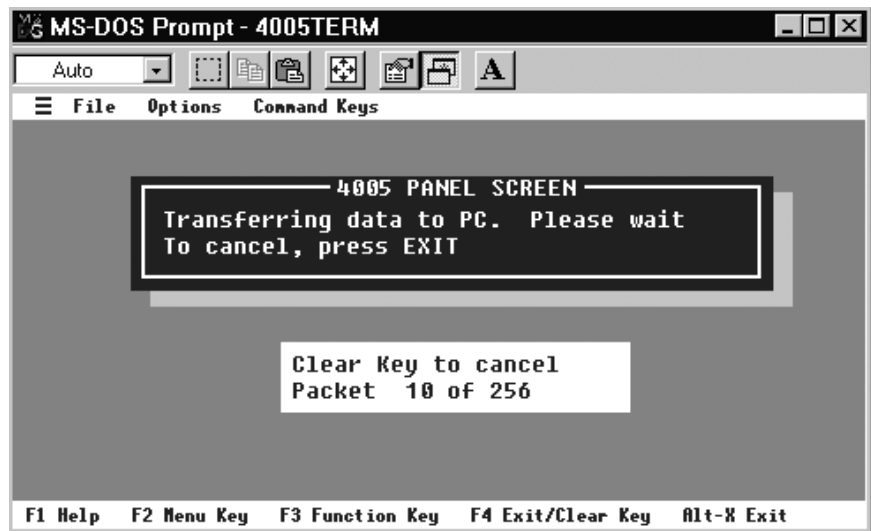 MS-DOS Prompt - 4005TERM
Auto
A
File Options Command Keys
4005 PANEL SCREEN
Transferring data to PC. Please wait
To cancel, press EXIT
Clear Key to cancel
Packet 10 of 256
F1 Help F2 Menu Key F3 Function Key F4 Exit/Clear Key Alt-X Exit